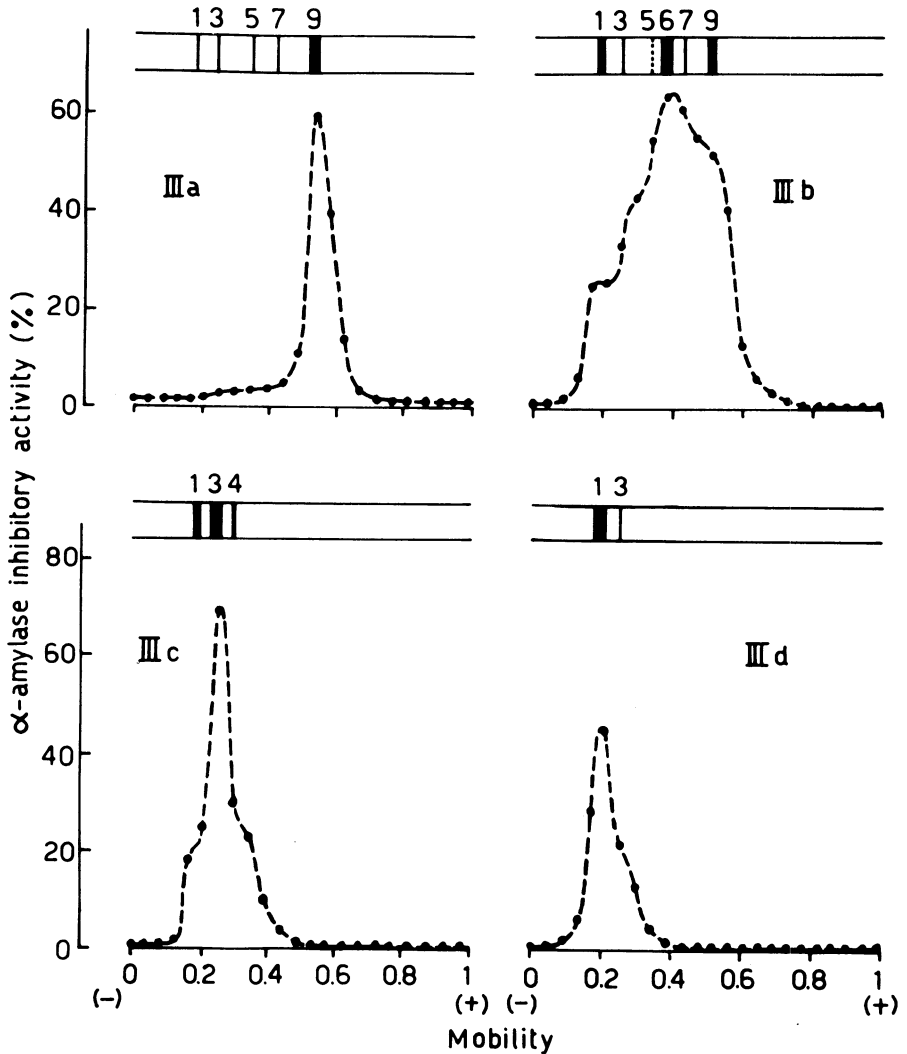 1 3 5 7 9
1 3 5 6 7 9
60
40
20
0
Ⅲa
Ⅲb
α-amylase inhibitory activity (%)
1 3 4
1 3
80
60
40
20
0
Ⅲc
Ⅲd
0 0.2 0.4 0.6 0.8 1
0 0.2 0.4 0.6 0.8 1
(-) (+) (-) (+)
Mobility